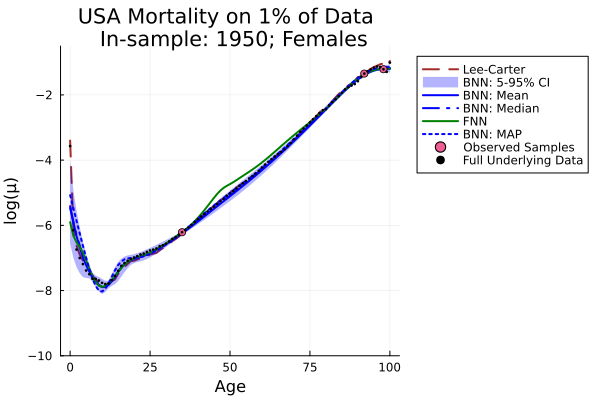 USA Mortality on 1% of Data
In-sample: 1950; Females
log(μ)
−2
−4
−6
−8
−10
0
25
50
75
100
Age
Lee-Carter
BNN: 5-95% CI
BNN: Mean
BNN: Median
FNN
BNN: MAP
Observed Samples
Full Underlying Data